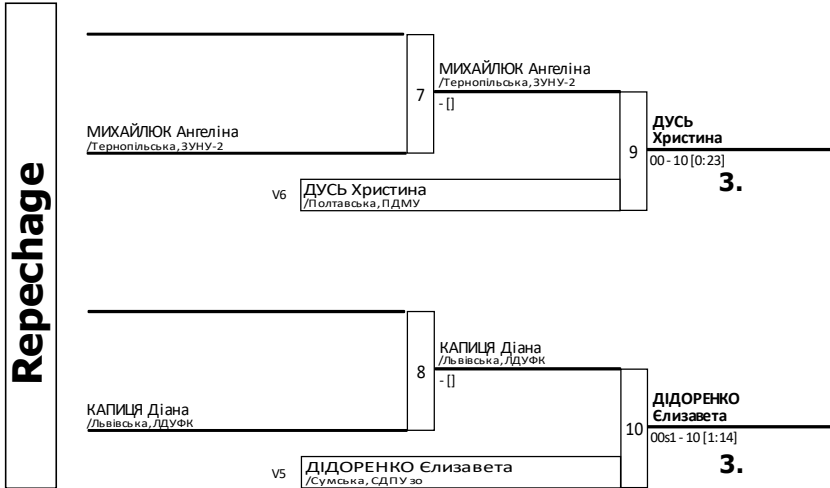 Repechage
7
МИХАЙЛЮК Ангеліна
/Тернопільська, ЗУНУ-2
- []
МИХАЙЛЮК Ангеліна
/Тернопільська, ЗУНУ-2
9
ДУСЬ
Христина
00 - 10 [0:23]
3.
V6
ДУСЬ Христина
/Полтавська, ПДМУ
8
КАПИЦЯ Діана
/Львівська, ЛДУФК
- []
КАПИЦЯ Діана
/Львівська, ЛДУФК
10
ДІДОРЕНКО
Єлизавета
00s1 - 10 [1:14]
3.
V5
ДІДОРЕНКО Єлизавета
/Сумська, СДПУ зо